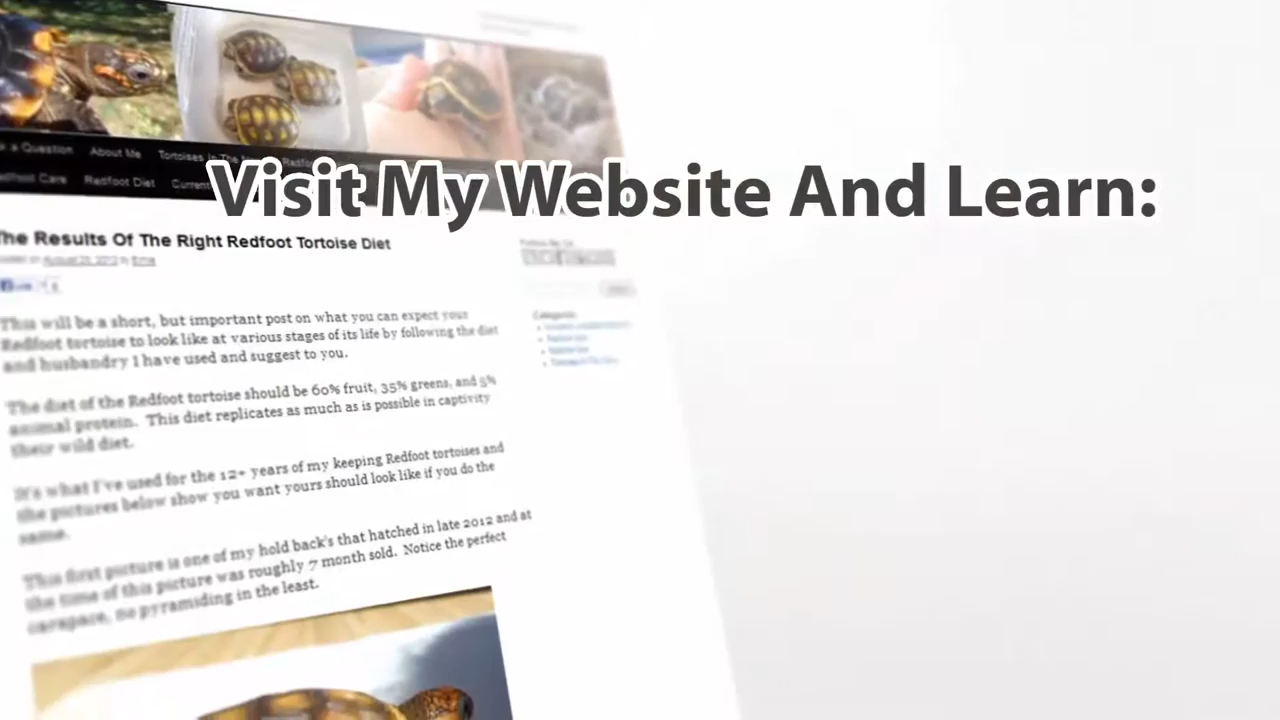 Visit My Website And Learn:
k a Question About Me Tortoises In The
edfoot Care Redfoot Diet Current
The Results Of The Right Redfoot Tortoise Diet
This will be a short, but important post on what you can expect your
Redfoot tortoise to look like at various stages of its life by following the diet
and husbandry I have used and suggest to you.
The diet of the Redfoot tortoise should be 60% fruit, 35% greens, and 5%
animal protein. This diet replicates as much as is possible in captivity
their wild diet.
It's what I've used for the 12+ years of my keeping Redfoot tortoises and
the pictures below show you want yours should look like if you do the
same.
This first picture is one of my hold back's that hatched in late 2012 and at
the time of this picture was roughly 7 month sold. Notice the perfect
carapace, no pyramiding in the least.
Categories